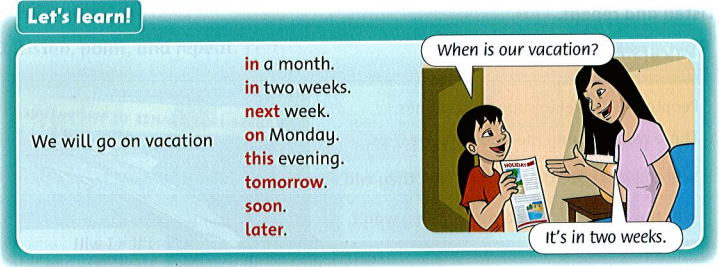 Let's learn!
We will go on vacation
in a month.
in two weeks.
next week.
on Monday.
this evening.
tomorrow.
soon.
later.
When is our vacation?
HOLIDAY
It's in two weeks.